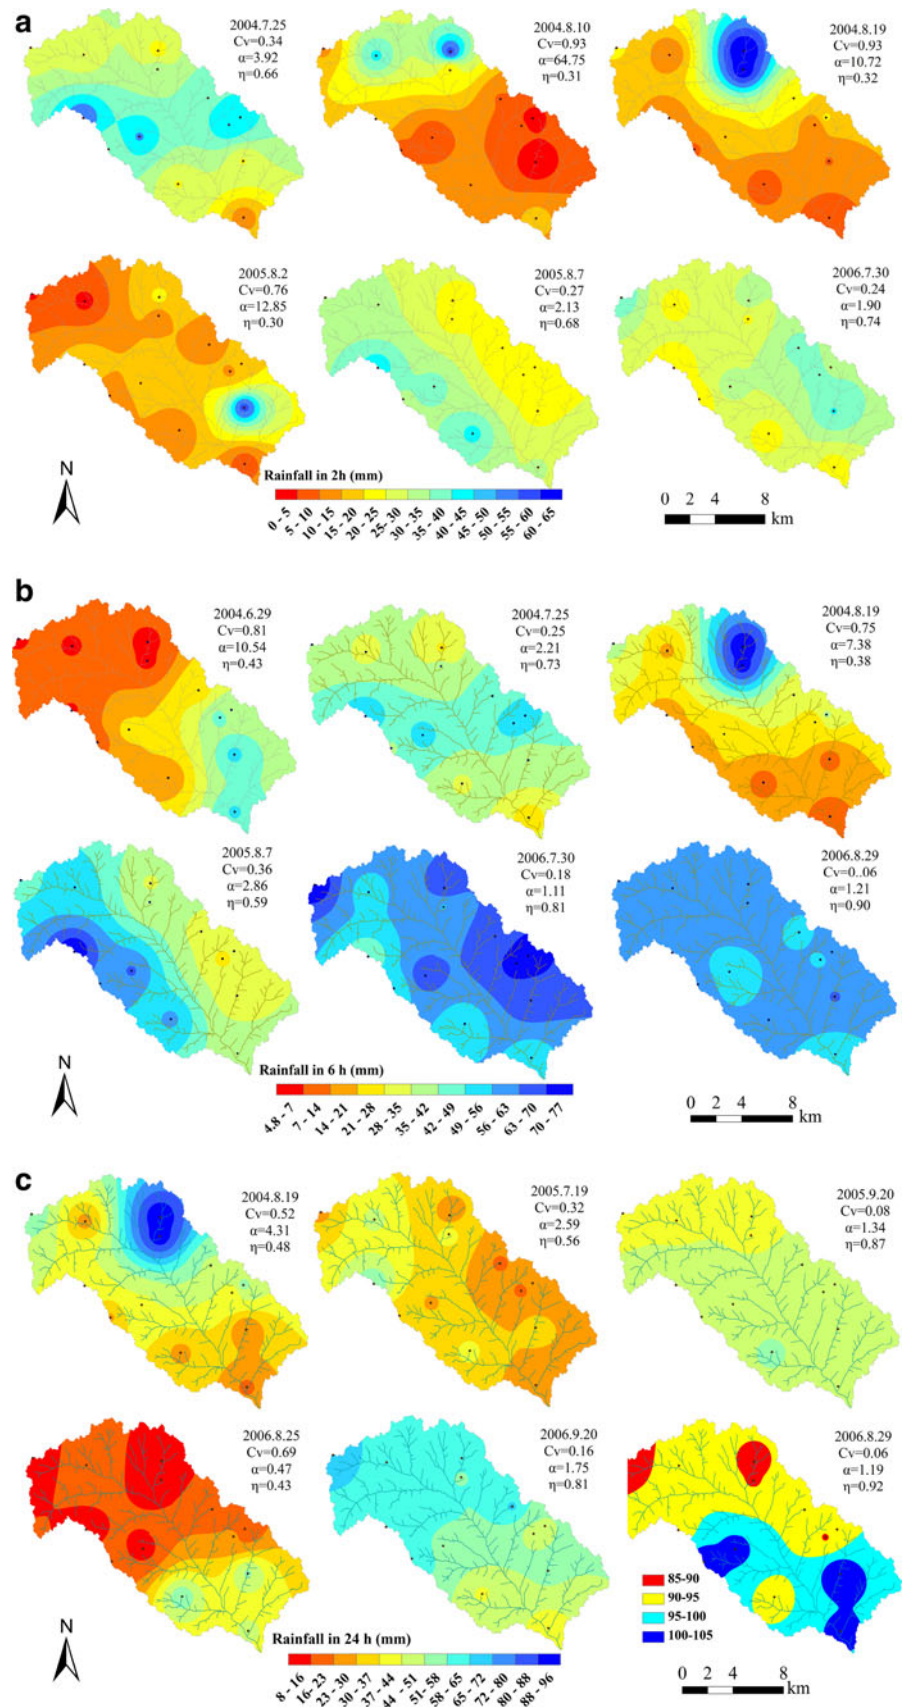 a
2004.7.25
Cv=0.34
α=3.92
η=0.66
2004.8.10
Cv=0.93
α=64.75
η=0.31
2004.8.19
Cv=0.93
α=10.72
η=0.32
2005.8.2
Cv=0.76
α=12.85
η=0.30
2005.8.7
Cv=0.27
α=2.13
η=0.68
2006.7.30
Cv=0.24
α=1.90
η=0.74
N
Rainfall in 2h (mm)
0 - 5
5 - 10
10 - 15
15 - 20
20 - 25
25 - 30
30 - 35
35 - 40
40 - 45
45 - 50
50 - 55
55 - 60
60 - 65
0 2 4 8
km
b
2004.6.29
Cv=0.81
α=10.54
η=0.43
2004.7.25
Cv=0.25
α=2.21
η=0.73
2004.8.19
Cv=0.75
α=7.38
η=0.38
2005.8.7
Cv=0.36
α=2.86
η=0.59
2006.7.30
Cv=0.18
α=1.11
η=0.81
2006.8.29
Cv=0..06
α=1.21
η=0.90
N
Rainfall in 6 h (mm)
4.8 - 7
7 - 14
14 - 21
21 - 28
28 - 35
35 - 42
42 - 49
49 - 56
56 - 63
63 - 70
70 - 77
0 2 4 8
km
c
2004.8.19
Cv=0.52
α=4.31
η=0.48
2005.7.19
Cv=0.32
α=2.59
η=0.56
2005.9.20
Cv=0.08
α=1.34
η=0.87
2006.8.25
Cv=0.69
α=0.47
η=0.43
2006.9.20
Cv=0.16
α=1.75
η=0.81
2006.8.29
Cv=0.06
α=1.19
η=0.92
85-90
90-95
95-100
100-105
N
Rainfall in 24 h (mm)
8 - 16
16 - 23
23 - 30
30 - 37
37 - 44
44 - 51
51 - 58
58 - 65
65 - 72
72 - 80
80 - 88
88 - 96
0 2 4 8
km